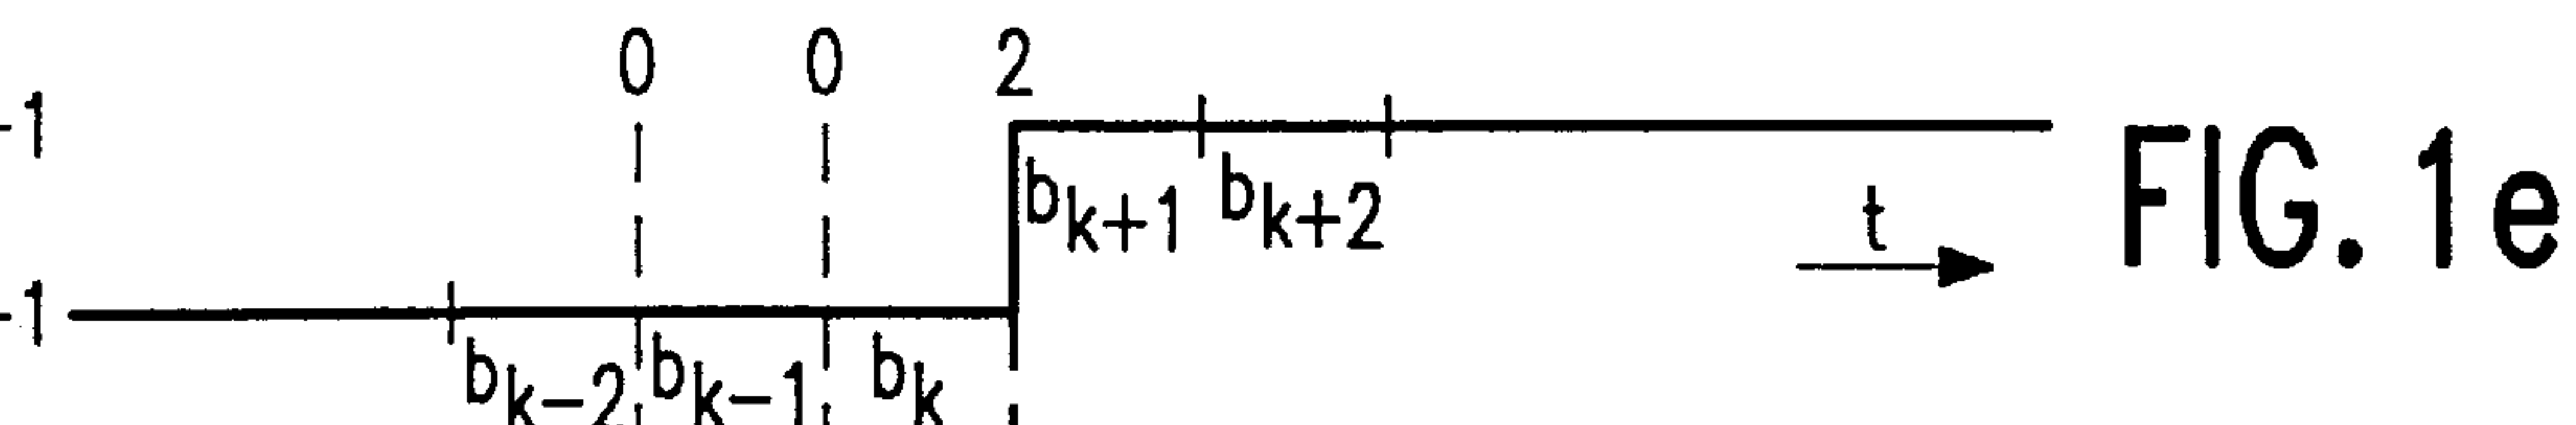 0 0 2
-1
b_{k+1} b_{k+2}
t
FIG. 1e
-1
b_{k-2} b_{k-1} b_k